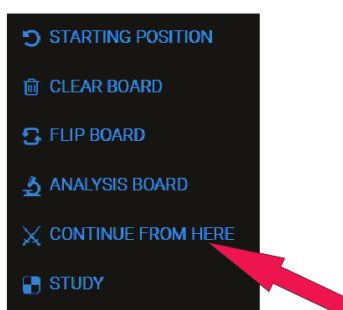 STARTING POSITION
CLEAR BOARD
FLIP BOARD
ANALYSIS BOARD
CONTINUE FROM HERE
STUDY